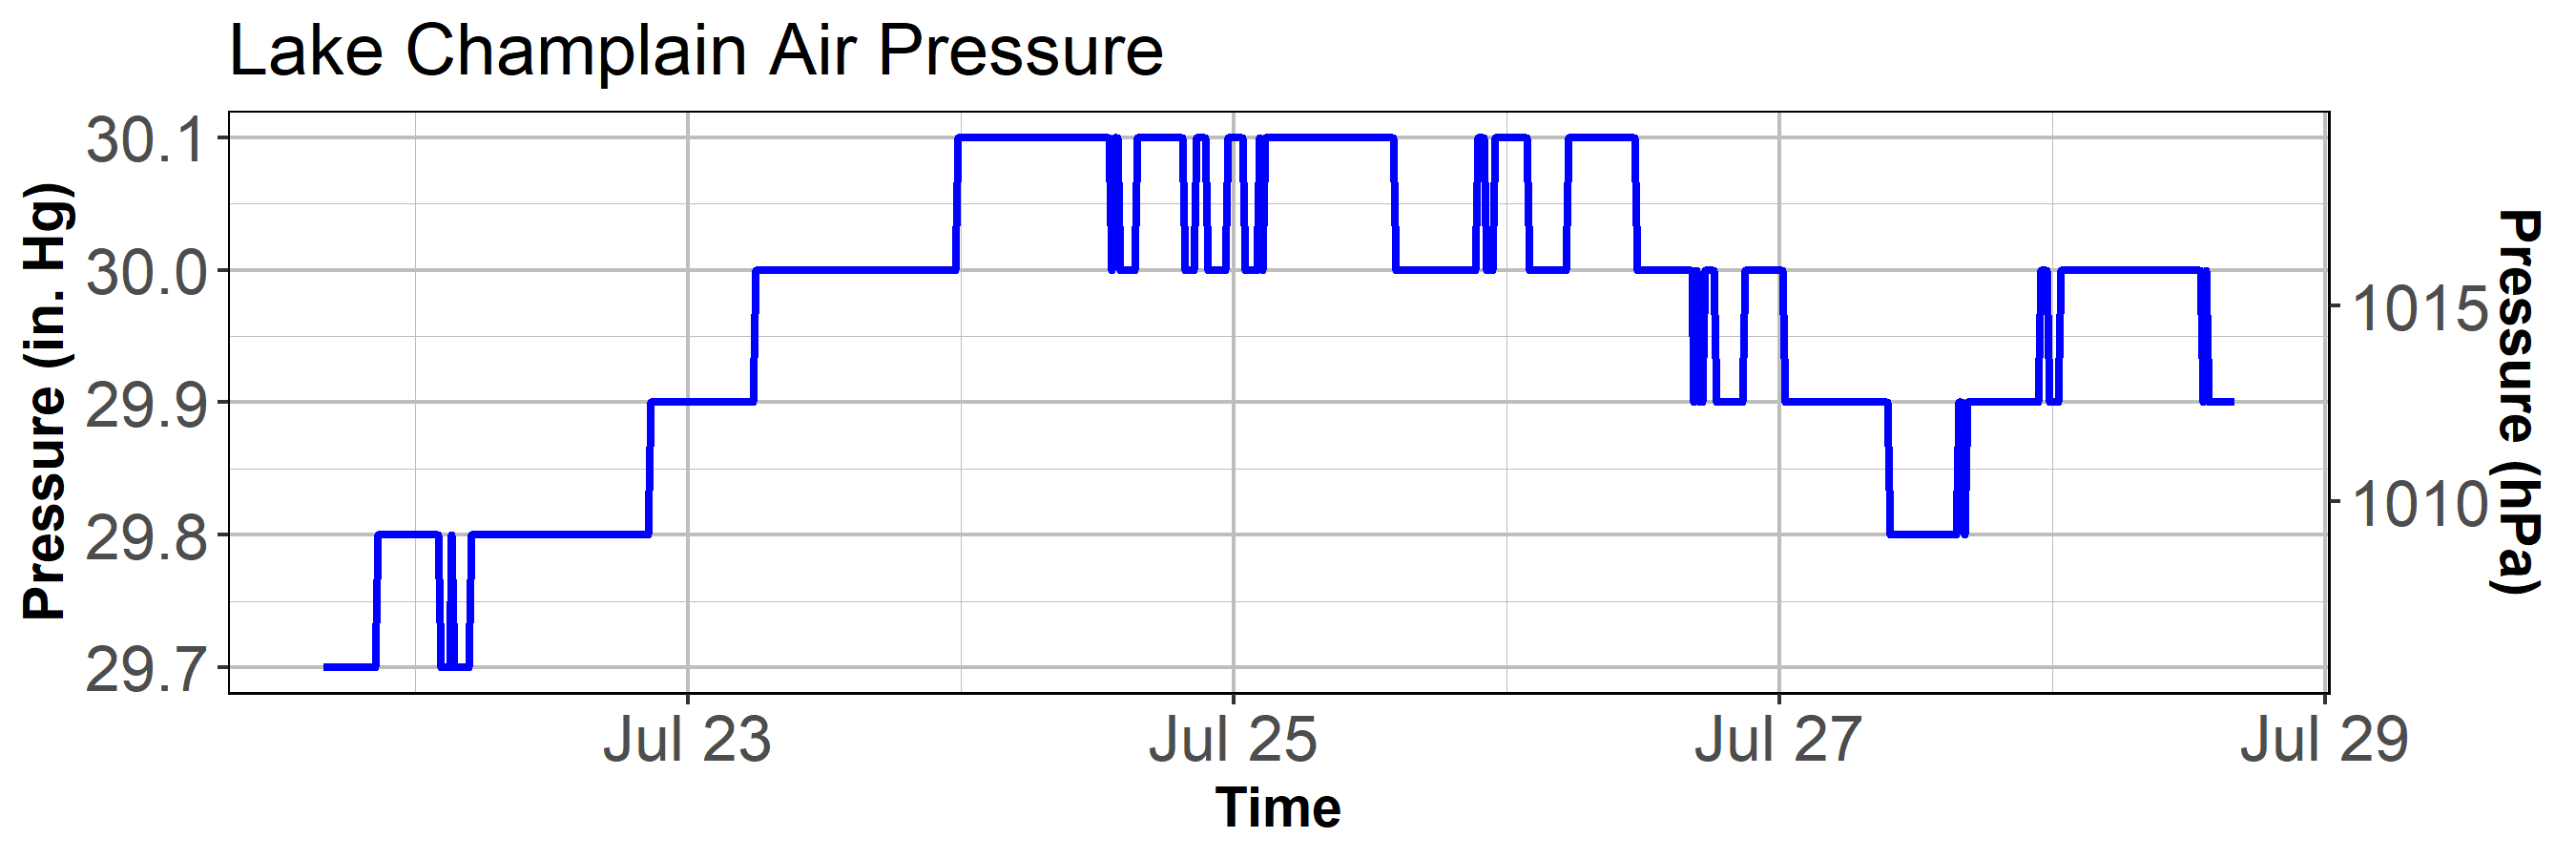 Lake Champlain Air Pressure
Pressure (in. Hg)
30.1
30.0
29.9
29.8
29.7
1015
1010
Pressure (hPa)
Jul 23 Jul 25 Jul 27 Jul 29
Time